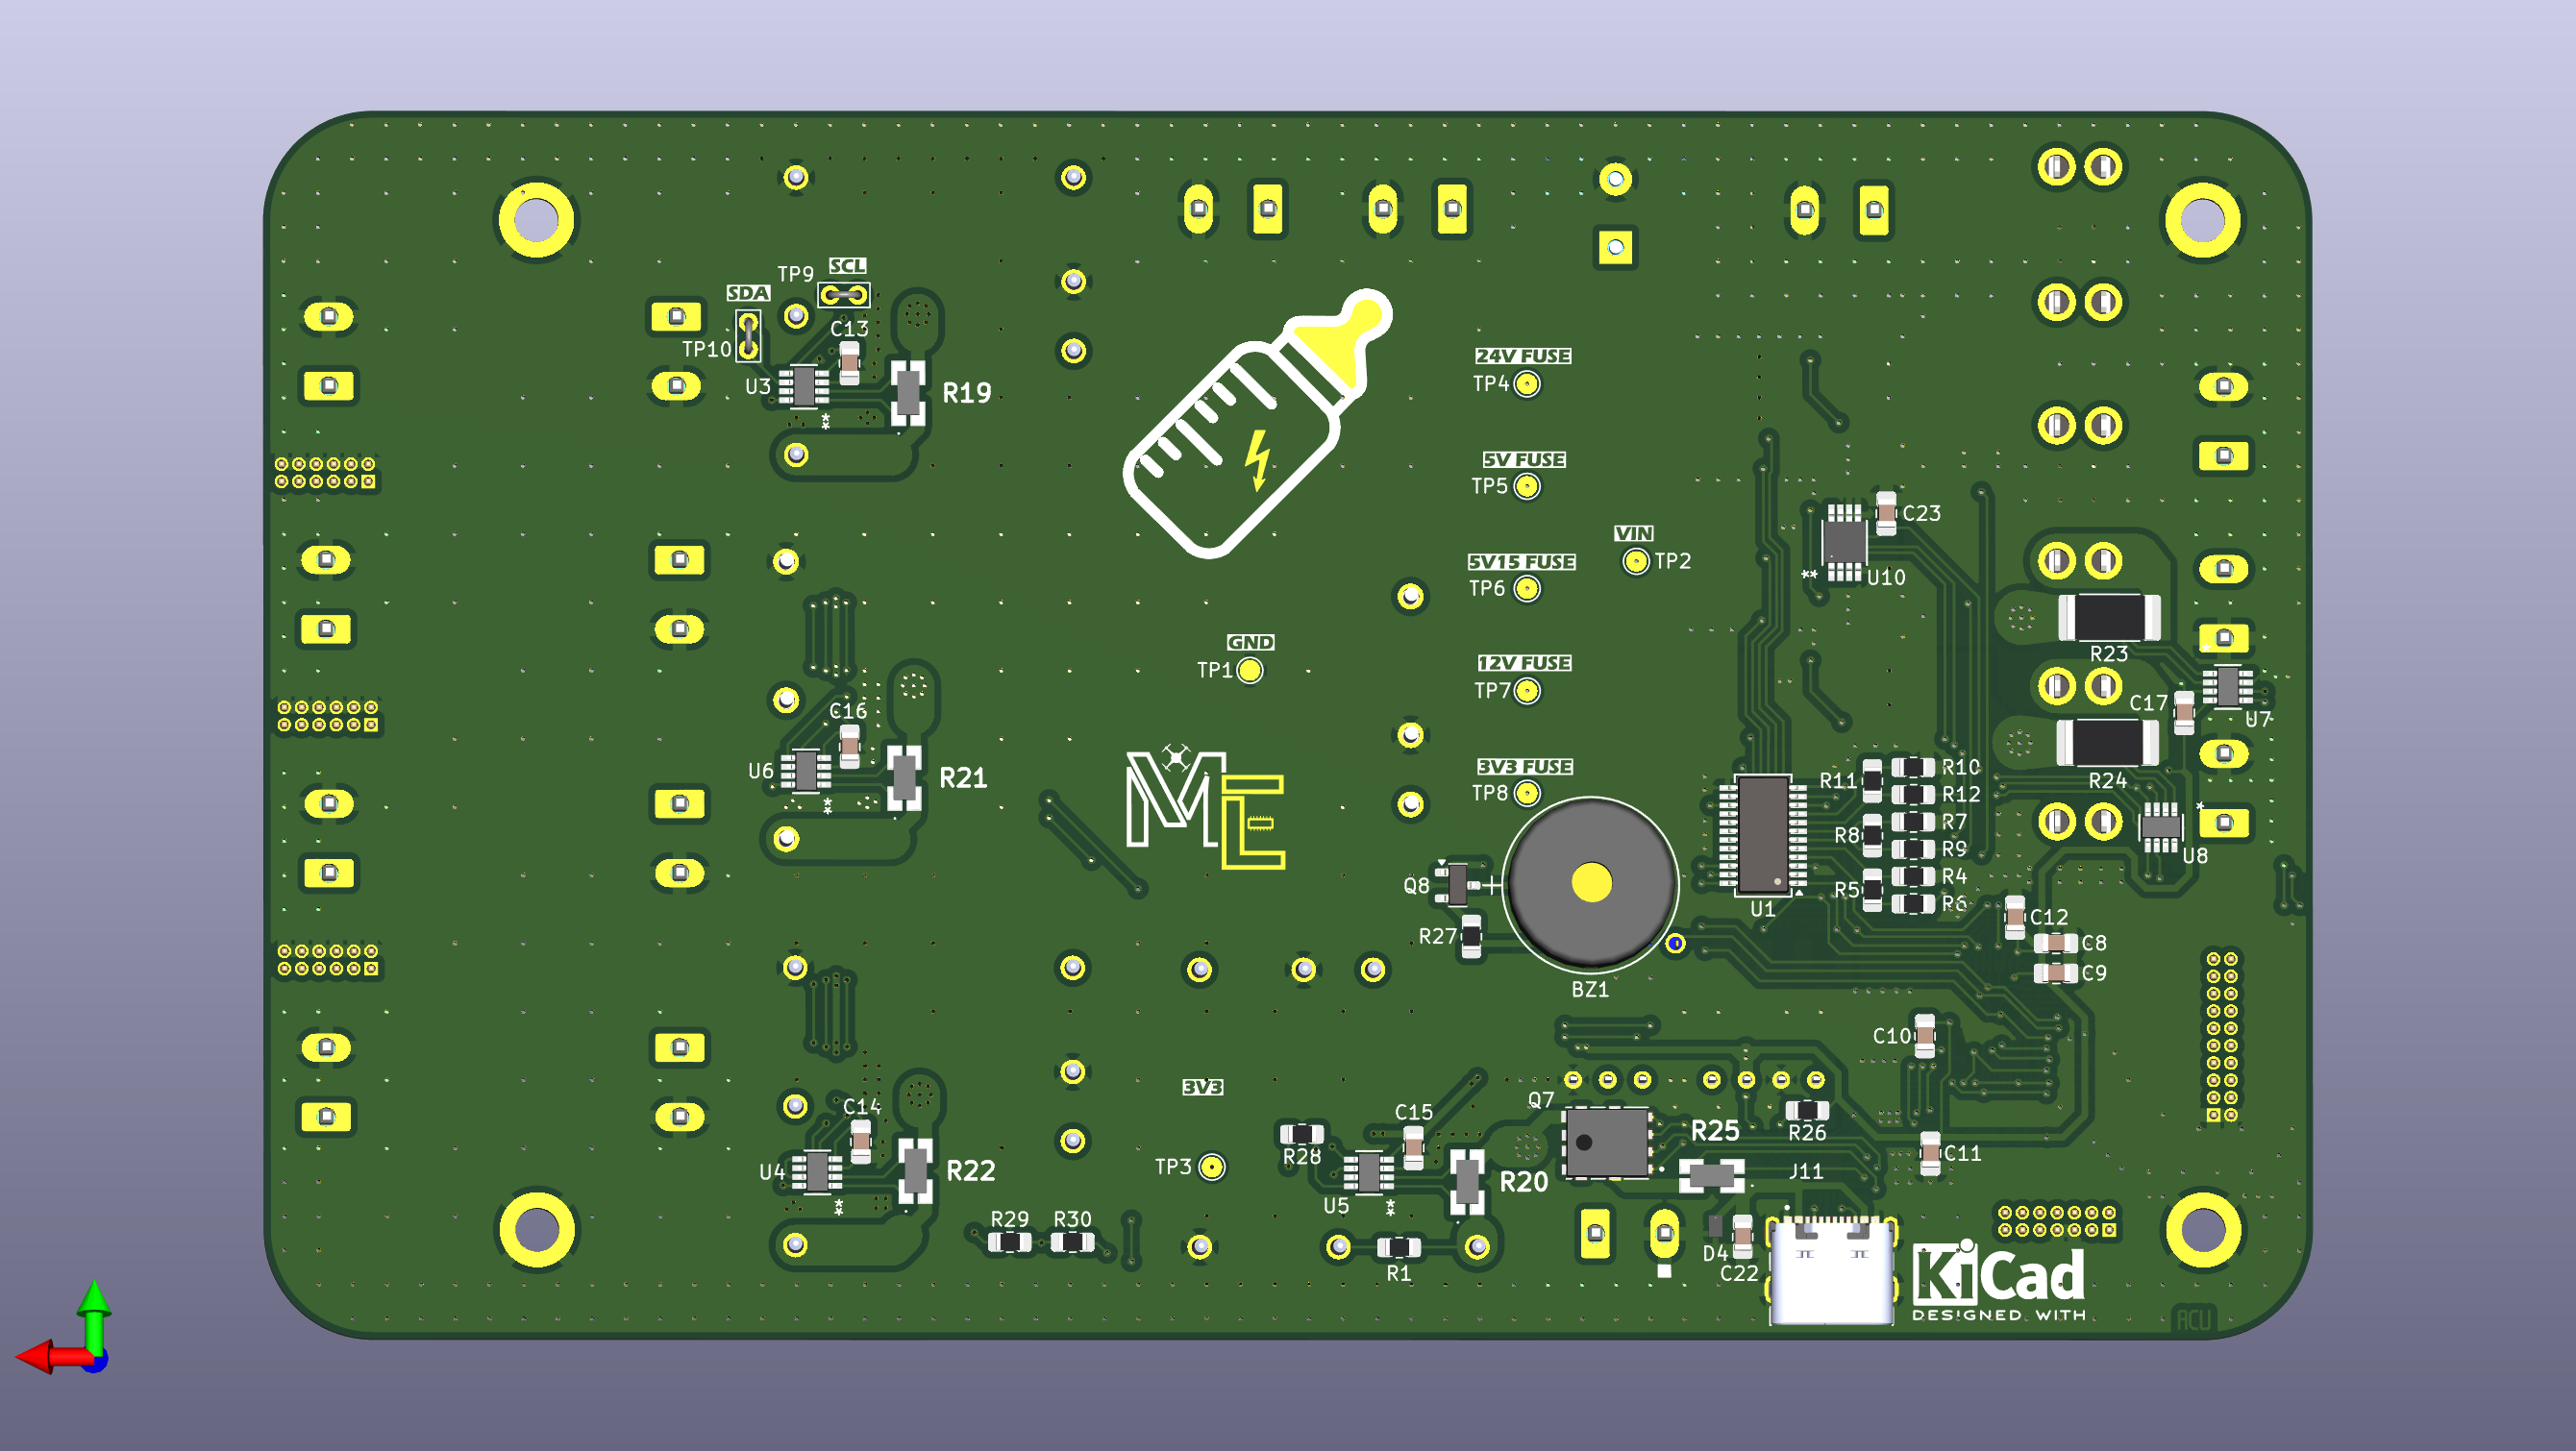 SCL
TP9
SDA
C13
TP10
U3
R19
24V FUSE
TP4
5V FUSE
TP5
C23
VIN
5V15 FUSE
TP2
TP6
**
U10
GND
R23
12V FUSE
TP1
TP7
C17
C16
U7
3V3 FUSE
U6
R21
ME
R11
R10
R24
TP8
R12
R7
R8
R9
U8
Q8
R5
R4
R6
U1
C12
R27
C8
C9
BZ1
C10
3V3
Q7
C14
C15
R25
R26
R28
U4
R22
TP3
J11
C11
R20
U5
R29
R30
D4
R1
C22
KiCad
DESIGNED WITH
ACU